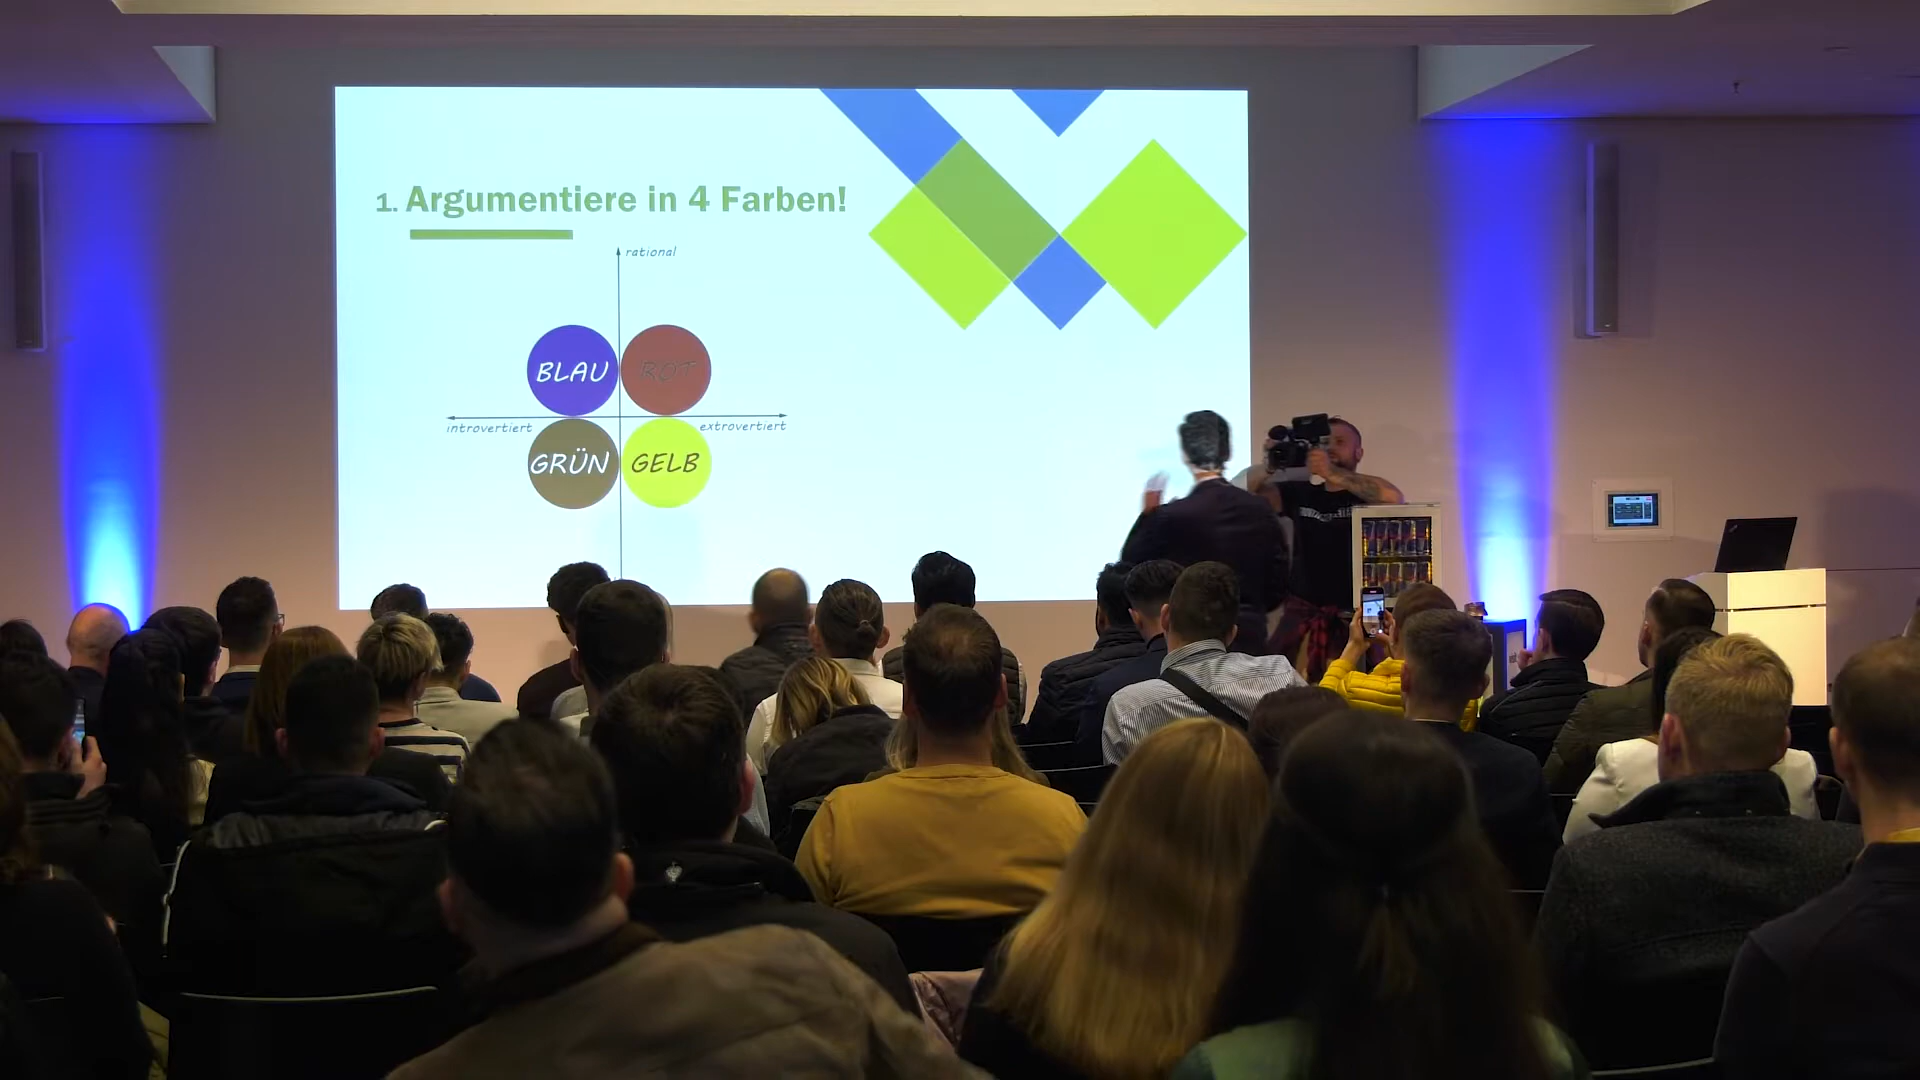 1. Argumentiere in 4 Farben!
rational
BLAU
ROT
introvertiert
extrovertiert
GRÜN
GELB